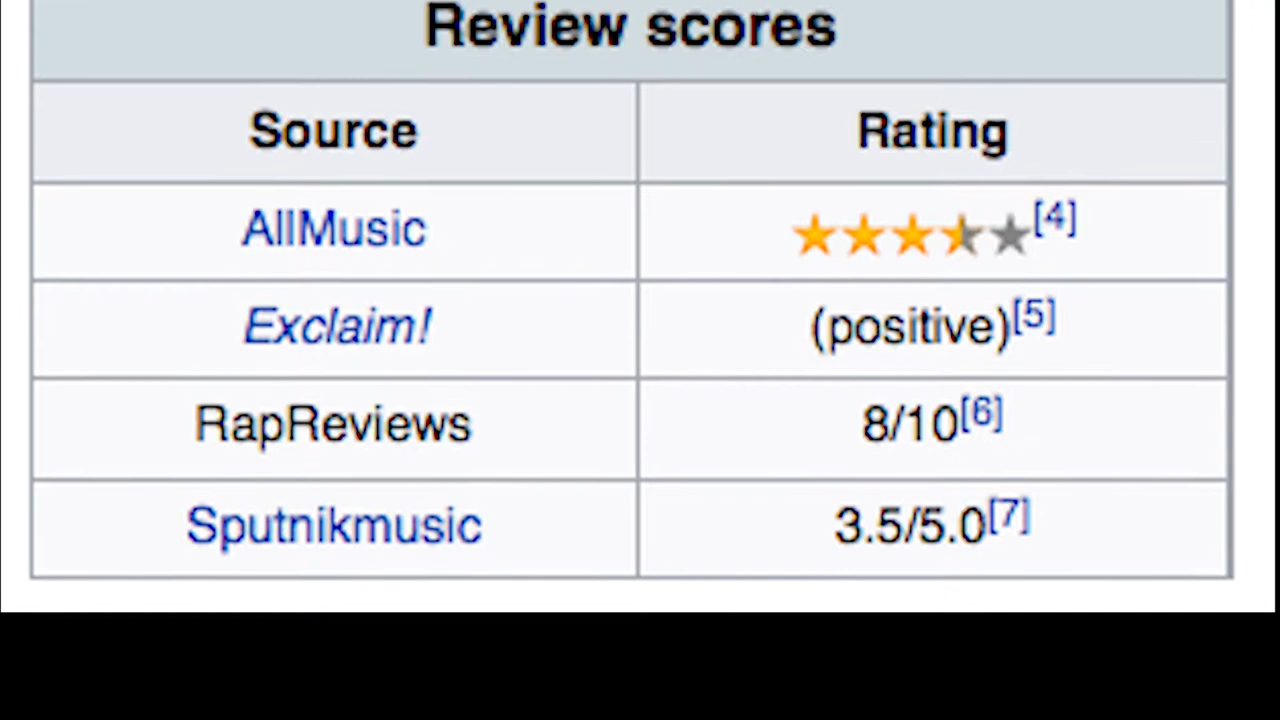 Review scores
Source Rating
AllMusic ★★★⯪★[4]
Exclaim! (positive)[5]
RapReviews 8/10[6]
Sputnikmusic 3.5/5.0[7]